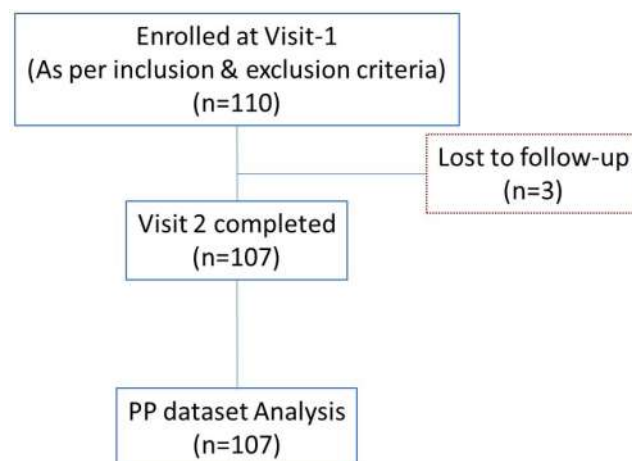 Enrolled at Visit-1
(As per inclusion & exclusion criteria)
(n=110)
Lost to follow-up
(n=3)
Visit 2 completed
(n=107)
PP dataset Analysis
(n=107)